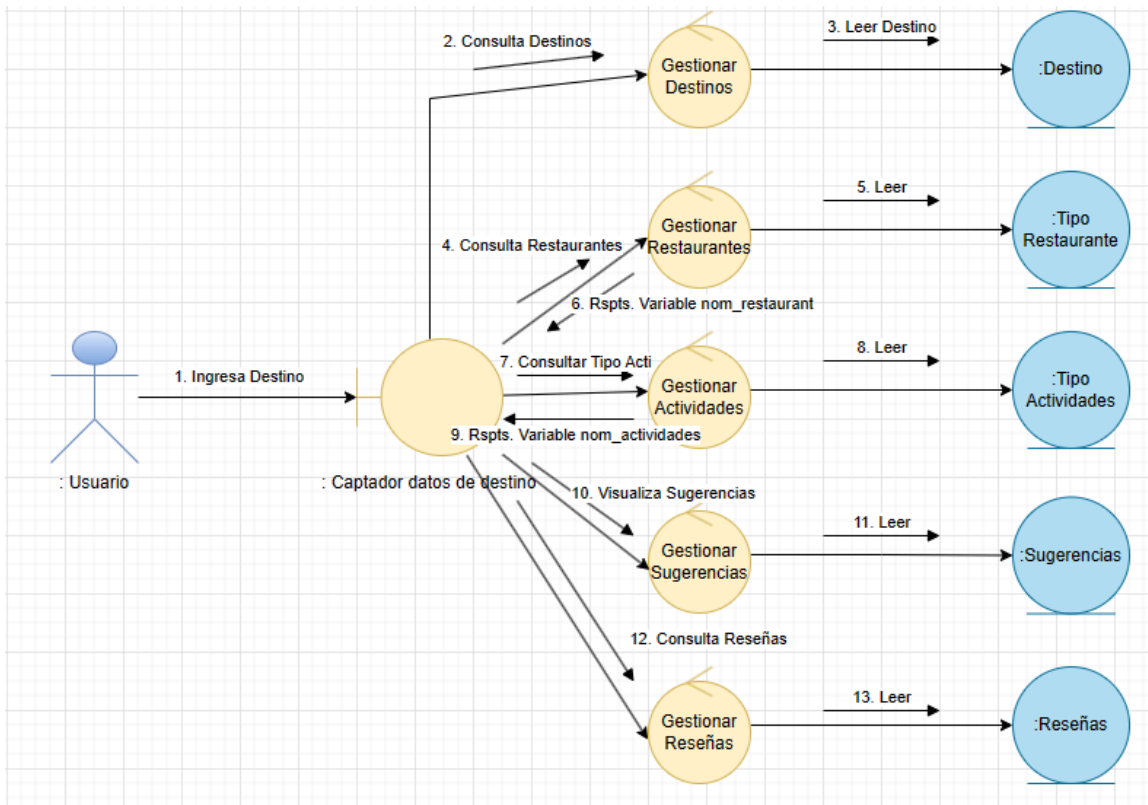 2. Consulta Destinos
3. Leer Destino
Gestionar
Destinos
:Destino
4. Consulta Restaurantes
5. Leer
Gestionar
Restaurantes
:Tipo
Restaurante
6. Rspts. Variable nom_restaurant
1. Ingresa Destino
7. Consultar Tipo Acti
8. Leer
Gestionar
Actividades
:Tipo
Actividades
9. Rspts. Variable nom_actividades
: Usuario
: Captador datos de destino
10. Visualiza Sugerencias
11. Leer
Gestionar
Sugerencias
:Sugerencias
12. Consulta Reseñas
13. Leer
Gestionar
Reseñas
:Reseñas